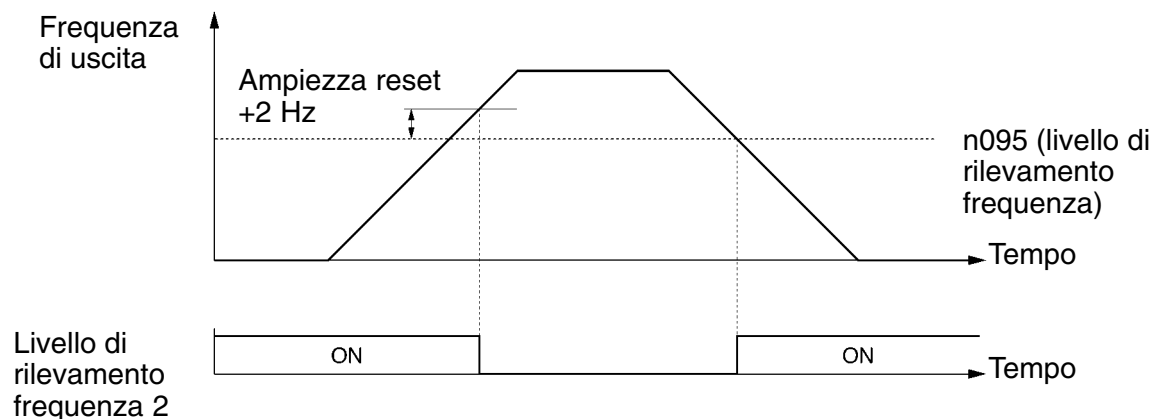 Frequenza
di uscita
Ampiezza reset
+2 Hz
n095 (livello di
rilevamento
frequenza)
Tempo
Livello di
rilevamento
frequenza 2
ON
ON
Tempo